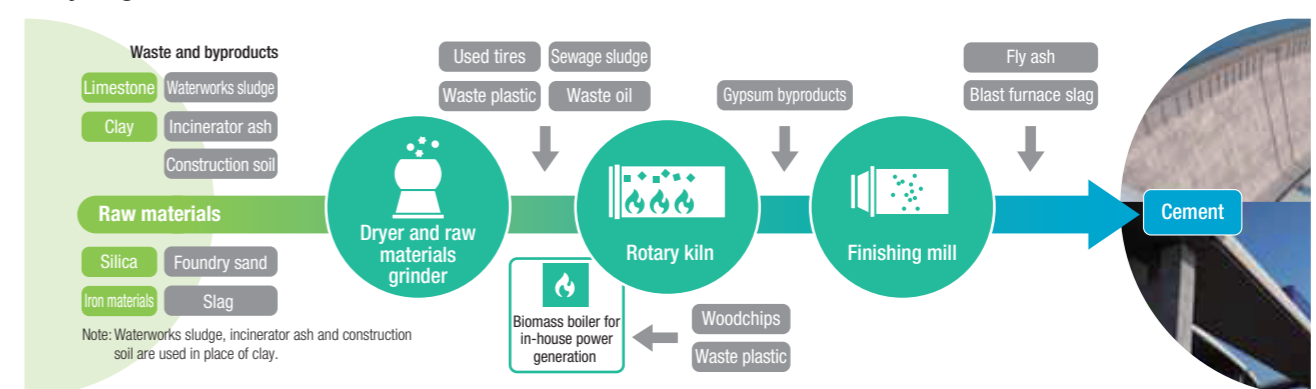 Waste and byproducts
Limestone
Waterworks sludge
Clay
Incinerator ash
Construction soil
Raw materials
Silica
Foundry sand
Iron materials
Slag
Note: Waterworks sludge, incinerator ash and construction
soil are used in place of clay.
Dryer and raw
materials
grinder
Used tires
Sewage sludge
Waste plastic
Waste oil
Rotary kiln
Biomass boiler for
in-house power
generation
Woodchips
Waste plastic
Gypsum byproducts
Finishing mill
Fly ash
Blast furnace slag
Cement